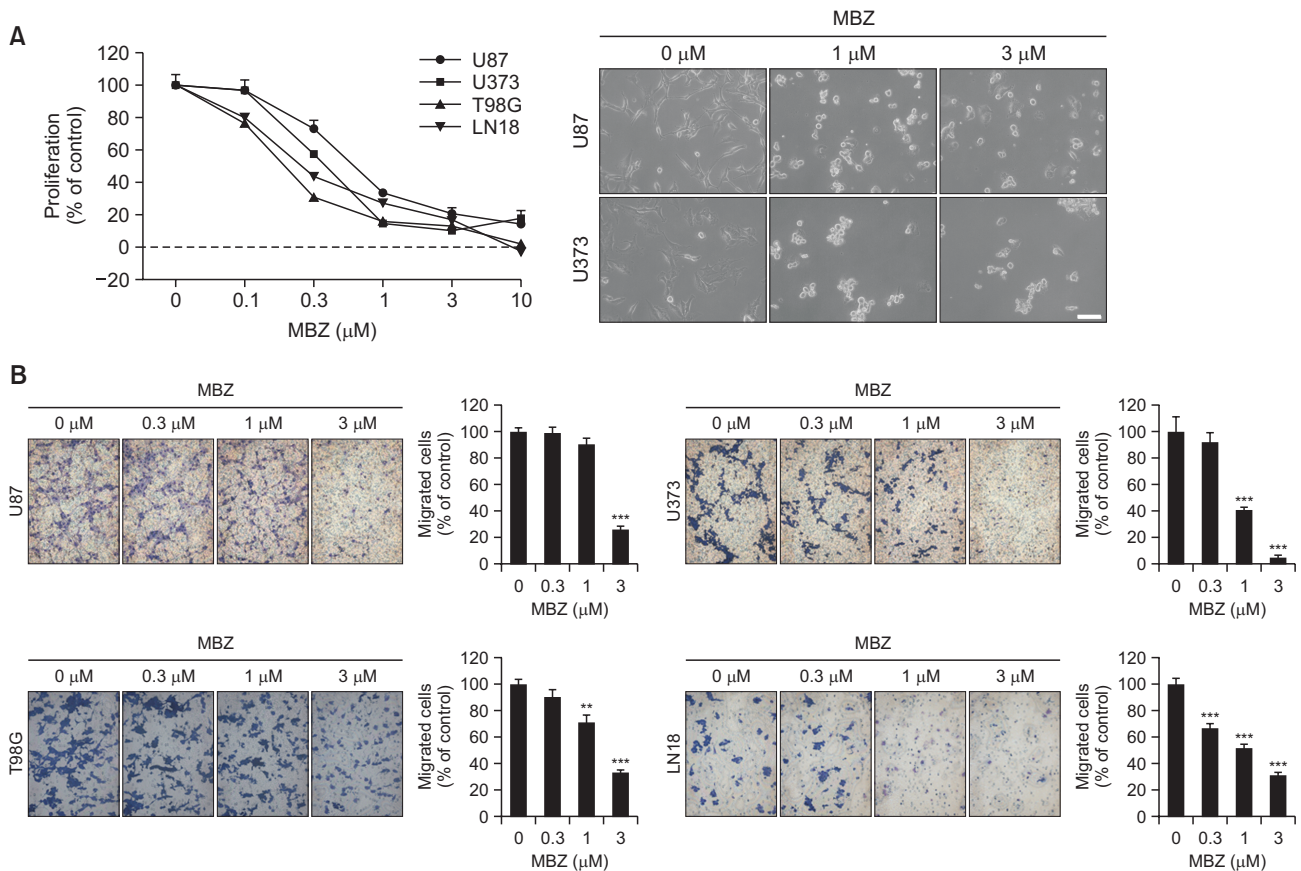 A
120
100
80
60
40
20
0
−20
Proliferation
(% of control)
0
0.1
0.3
1
3
10
MBZ (μM)
U87
U373
T98G
LN18
MBZ
0 μM
1 μM
3 μM
U87
U373
B
MBZ
0 μM
0.3 μM
1 μM
3 μM
U87
120
100
80
60
40
20
0
Migrated cells
(% of control)
***
0
0.3
1
3
MBZ (μM)
MBZ
0 μM
0.3 μM
1 μM
3 μM
U373
120
100
80
60
40
20
0
Migrated cells
(% of control)
***
***
0
0.3
1
3
MBZ (μM)
MBZ
0 μM
0.3 μM
1 μM
3 μM
T98G
120
100
80
60
40
20
0
Migrated cells
(% of control)
**
***
0
0.3
1
3
MBZ (μM)
MBZ
0 μM
0.3 μM
1 μM
3 μM
LN18
120
100
80
60
40
20
0
Migrated cells
(% of control)
***
***
***
0
0.3
1
3
MBZ (μM)